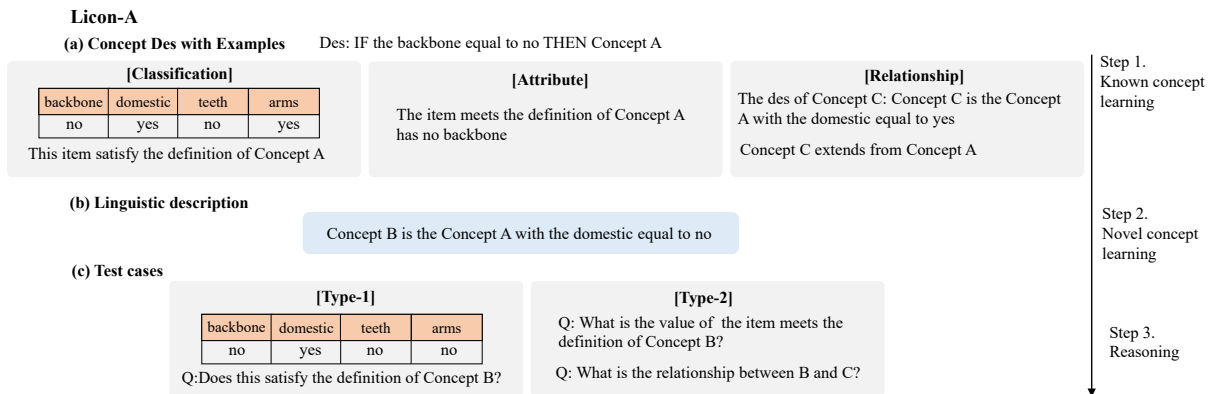 Licon-A
(a) Concept Des with Examples Des: IF the backbone equal to no THEN Concept A
[Classification]
backbone domestic teeth arms
no yes no yes
This item satisfy the definition of Concept A
[Attribute]
The item meets the definition of Concept A
has no backbone
[Relationship]
The des of Concept C: Concept C is the Concept
A with the domestic equal to yes
Concept C extends from Concept A
Step 1.
Known concept
learning
(b) Linguistic description
Concept B is the Concept A with the domestic equal to no
Step 2.
Novel concept
learning
(c) Test cases
[Type-1]
backbone domestic teeth arms
no yes no no
Q:Does this satisfy the definition of Concept B?
[Type-2]
Q: What is the value of the item meets the
definition of Concept B?
Q: What is the relationship between B and C?
Step 3.
Reasoning